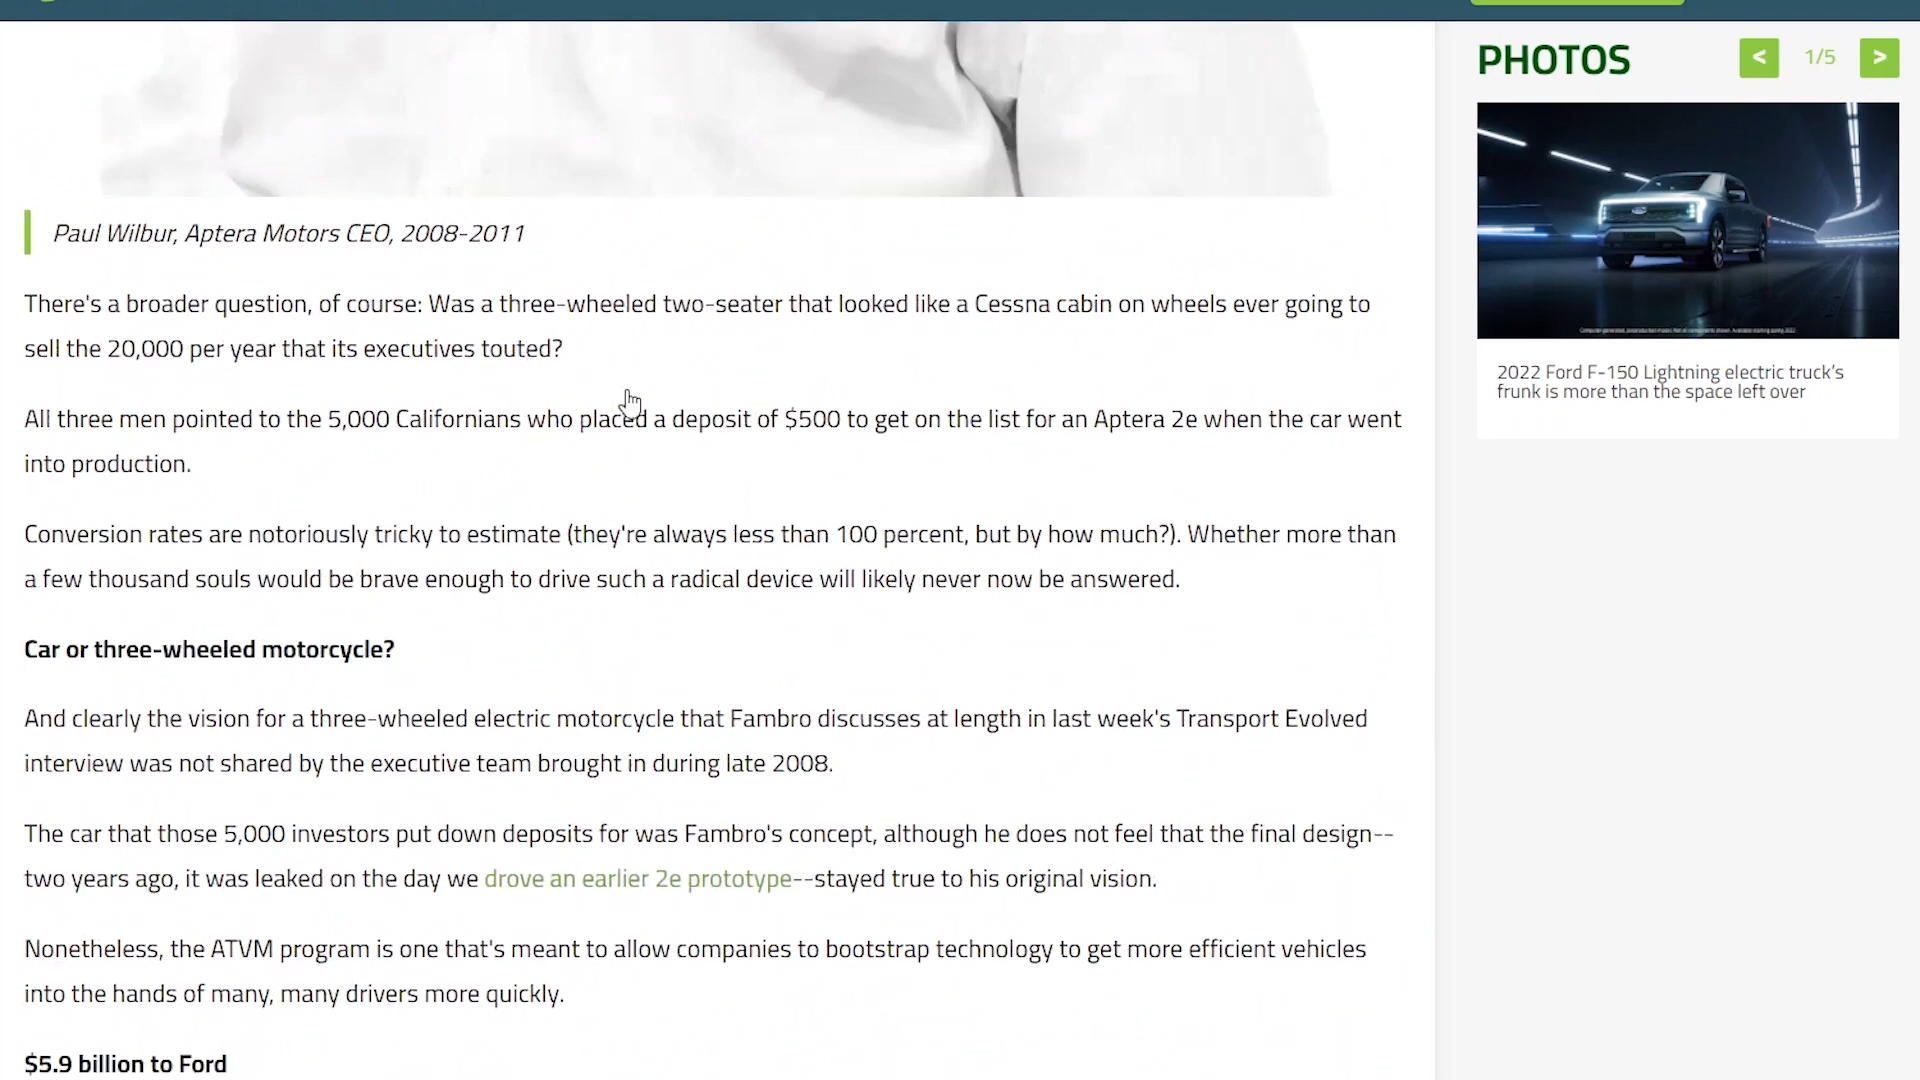 PHOTOS
<
1/5
>
Paul Wilbur, Aptera Motors CEO, 2008-2011
There's a broader question, of course: Was a three-wheeled two-seater that looked like a Cessna cabin on wheels ever going to
sell the 20,000 per year that its executives touted?
All three men pointed to the 5,000 Californians who placed a deposit of $500 to get on the list for an Aptera 2e when the car went
into production.
Conversion rates are notoriously tricky to estimate (they're always less than 100 percent, but by how much?). Whether more than
a few thousand souls would be brave enough to drive such a radical device will likely never now be answered.
Car or three-wheeled motorcycle?
And clearly the vision for a three-wheeled electric motorcycle that Fambro discusses at length in last week's Transport Evolved
interview was not shared by the executive team brought in during late 2008.
The car that those 5,000 investors put down deposits for was Fambro's concept, although he does not feel that the final design--
two years ago, it was leaked on the day we drove an earlier 2e prototype--stayed true to his original vision.
Nonetheless, the ATVM program is one that's meant to allow companies to bootstrap technology to get more efficient vehicles
into the hands of many, many drivers more quickly.
$5.9 billion to Ford
2022 Ford F-150 Lightning electric truck's
frunk is more than the space left over